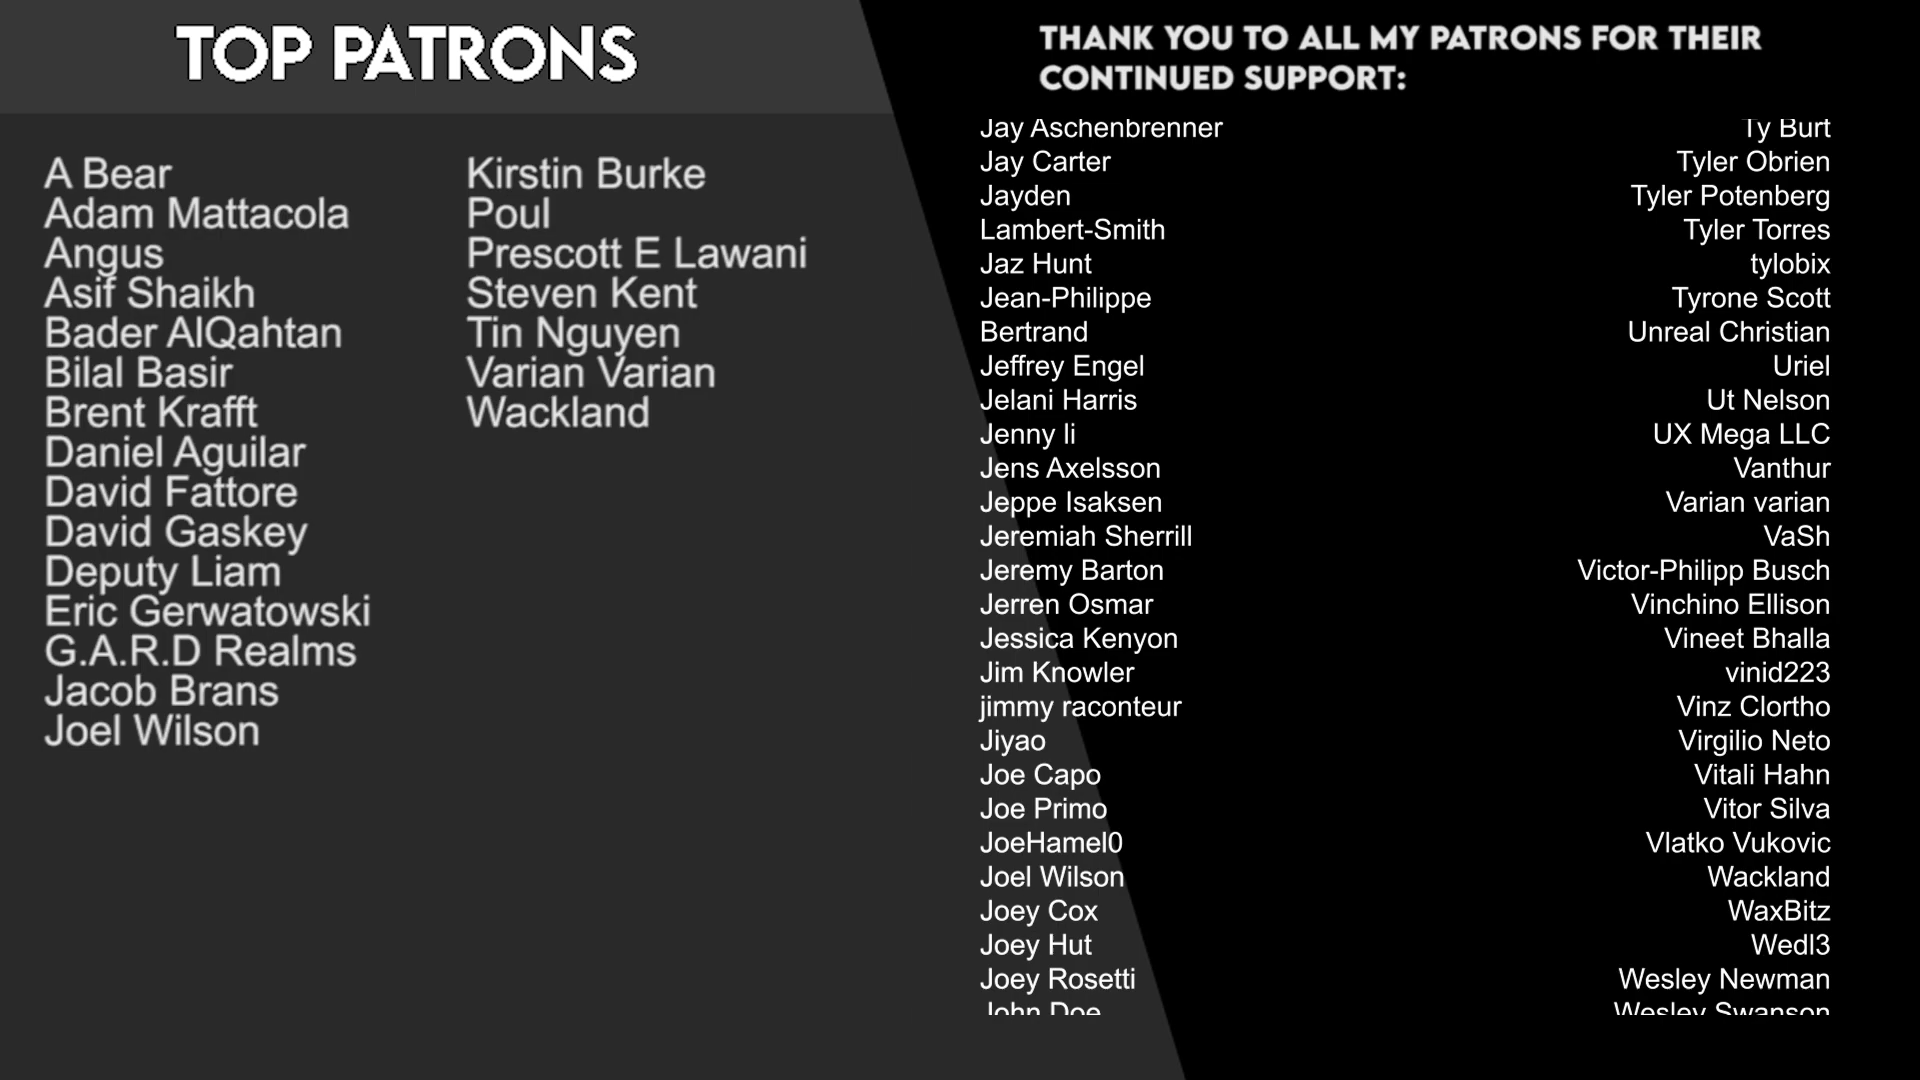 TOP PATRONS
A Bear
Adam Mattacola
Angus
Asif Shaikh
Bader AlQahtan
Bilal Basir
Brent Krafft
Daniel Aguilar
David Fattore
David Gaskey
Deputy Liam
Eric Gerwatowski
G.A.R.D Realms
Jacob Brans
Joel Wilson
Kirstin Burke
Poul
Prescott E Lawani
Steven Kent
Tin Nguyen
Varian Varian
Wackland
THANK YOU TO ALL MY PATRONS FOR THEIR
CONTINUED SUPPORT:
Jay Aschenbrenner
Jay Carter
Jayden
Lambert-Smith
Jaz Hunt
Jean-Philippe
Bertrand
Jeffrey Engel
Jelani Harris
Jenny li
Jens Axelsson
Jeppe Isaksen
Jeremiah Sherrill
Jeremy Barton
Jerren Osmar
Jessica Kenyon
Jim Knowler
jimmy raconteur
Jiyao
Joe Capo
Joe Primo
JoeHamel0
Joel Wilson
Joey Cox
Joey Hut
Joey Rosetti
John Doe
Ty Burt
Tyler Obrien
Tyler Potenberg
Tyler Torres
tylobix
Tyrone Scott
Unreal Christian
Uriel
Ut Nelson
UX Mega LLC
Vanthur
Varian varian
VaSh
Victor-Philipp Busch
Vinchino Ellison
Vineet Bhalla
vinid223
Vinz Clortho
Virgilio Neto
Vitali Hahn
Vitor Silva
Vlatko Vukovic
Wackland
WaxBitz
Wedl3
Wesley Newman
Wesley Swanson